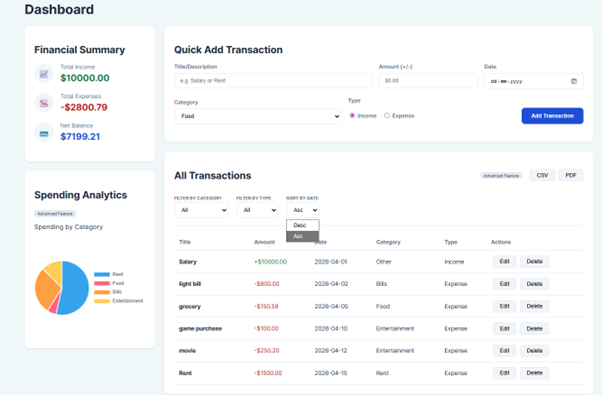 Dashboard
Financial Summary
Total Income
$10000.00
Total Expenses
-$2800.79
Net Balance
$7199.21
Spending Analytics
Advanced Feature
Spending by Category
Rent
Food
Bills
Entertainment
Quick Add Transaction
Title/Description Amount (+/-) Date
e.g. Salary or Rent $0.00 dd-mm-yyyy
Category Type
Food Income Expense Add Transaction
All Transactions Advanced Feature CSV PDF
FILTER BY CATEGORY FILTER BY TYPE SORT BY DATE
All All Asc
Desc
Asc
Title Amount Date Category Type Actions
Salary +$10000.00 2026-04-01 Other Income Edit Delete
light bill -$800.00 2026-04-02 Bills Expense Edit Delete
grocery -$150.59 2026-04-05 Food Expense Edit Delete
game purchase -$100.00 2026-04-10 Entertainment Expense Edit Delete
movie -$250.20 2026-04-12 Entertainment Expense Edit Delete
Rent -$1500.00 2026-04-15 Rent Expense Edit Delete